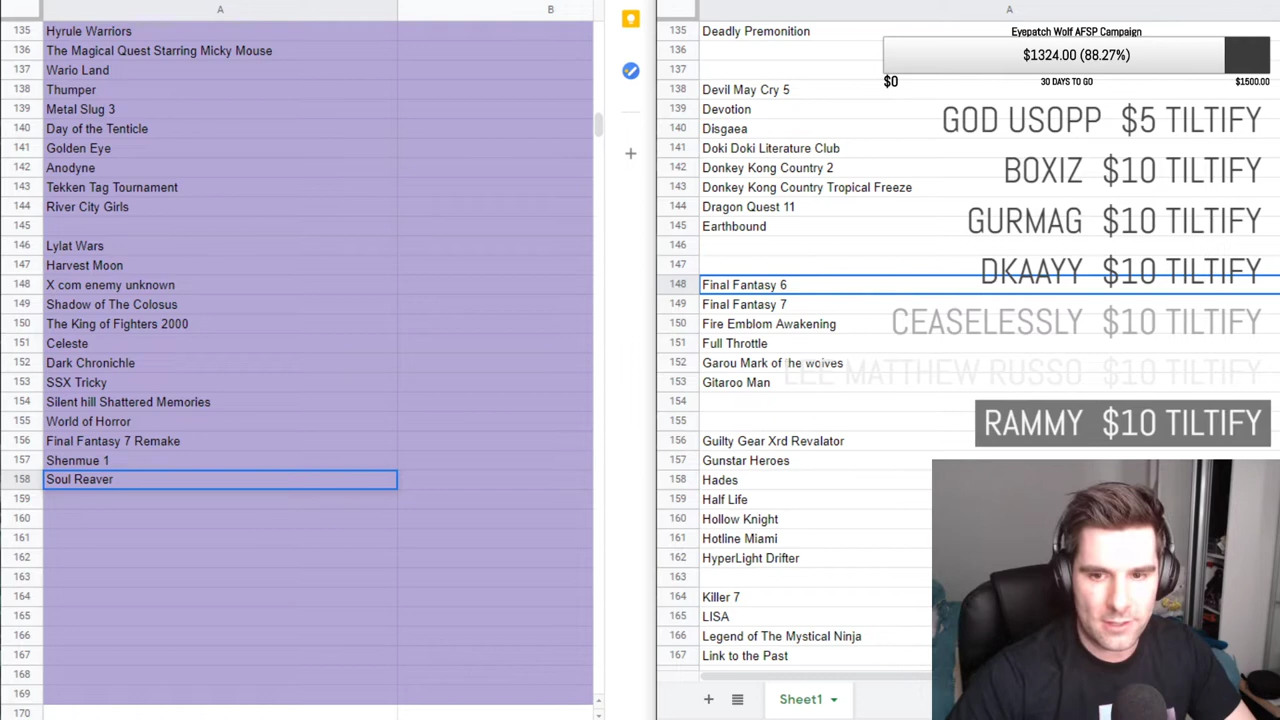 A
B
135 Hyrule Warriors
136 The Magical Quest Starring Micky Mouse
137 Wario Land
138 Thumper
139 Metal Slug 3
140 Day of the Tenticle
141 Golden Eye
142 Anodyne
143 Tekken Tag Tournament
144 River City Girls
145
146 Lylat Wars
147 Harvest Moon
148 X com enemy unknown
149 Shadow of The Colosus
150 The King of Fighters 2000
151 Celeste
152 Dark Chronichle
153 SSX Tricky
154 Silent hill Shattered Memories
155 World of Horror
156 Final Fantasy 7 Remake
157 Shenmue 1
158 Soul Reaver
159
160
161
162
163
164
165
166
167
168
169
170
A
135 Deadly Premonition
136
137
138 Devil May Cry 5
139 Devotion
140 Disgaea
141 Doki Doki Literature Club
142 Donkey Kong Country 2
143 Donkey Kong Country Tropical Freeze
144 Dragon Quest 11
145 Earthbound
146
147
148 Final Fantasy 6
149 Final Fantasy 7
150 Fire Emblom Awakening
151 Full Throttle
152 Garou Mark of the wolves
153 Gitaroo Man
154
155
156 Guilty Gear Xrd Revalator
157 Gunstar Heroes
158 Hades
159 Half Life
160 Hollow Knight
161 Hotline Miami
162 HyperLight Drifter
163
164 Killer 7
165 LISA
166 Legend of The Mystical Ninja
167 Link to the Past
Sheet1
Eyepatch Wolf AFSP Campaign
$1324.00 (88.27%)
$0 30 DAYS TO GO $1500.00
GOD USOPP $5 TILTIFY
BOXIZ $10 TILTIFY
GURMAG $10 TILTIFY
DKAAYY $10 TILTIFY
CEASELESSLY $10 TILTIFY
LEE MATTHEW RUSSO $10 TILTIFY
RAMMY $10 TILTIFY